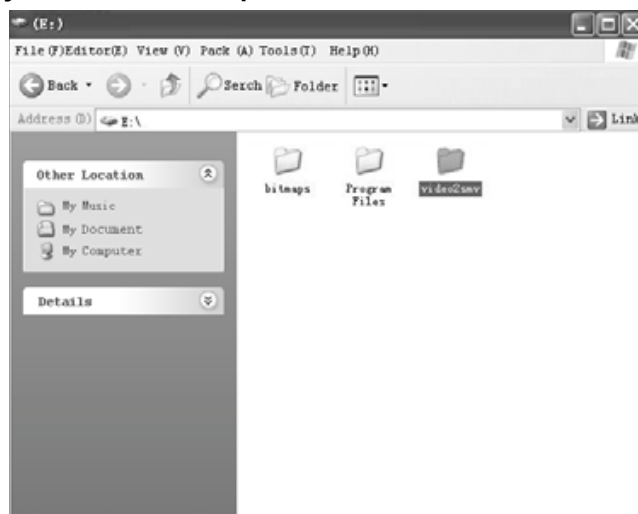 (E:)
File(F)Editor(E) View (V) Pack (A) Tools(T) Help(H)
Back Serch Folder
Address (D) E:\ Link
Other Location
My Music
My Document
My Computer
Details
bitmaps Program Files video2smv